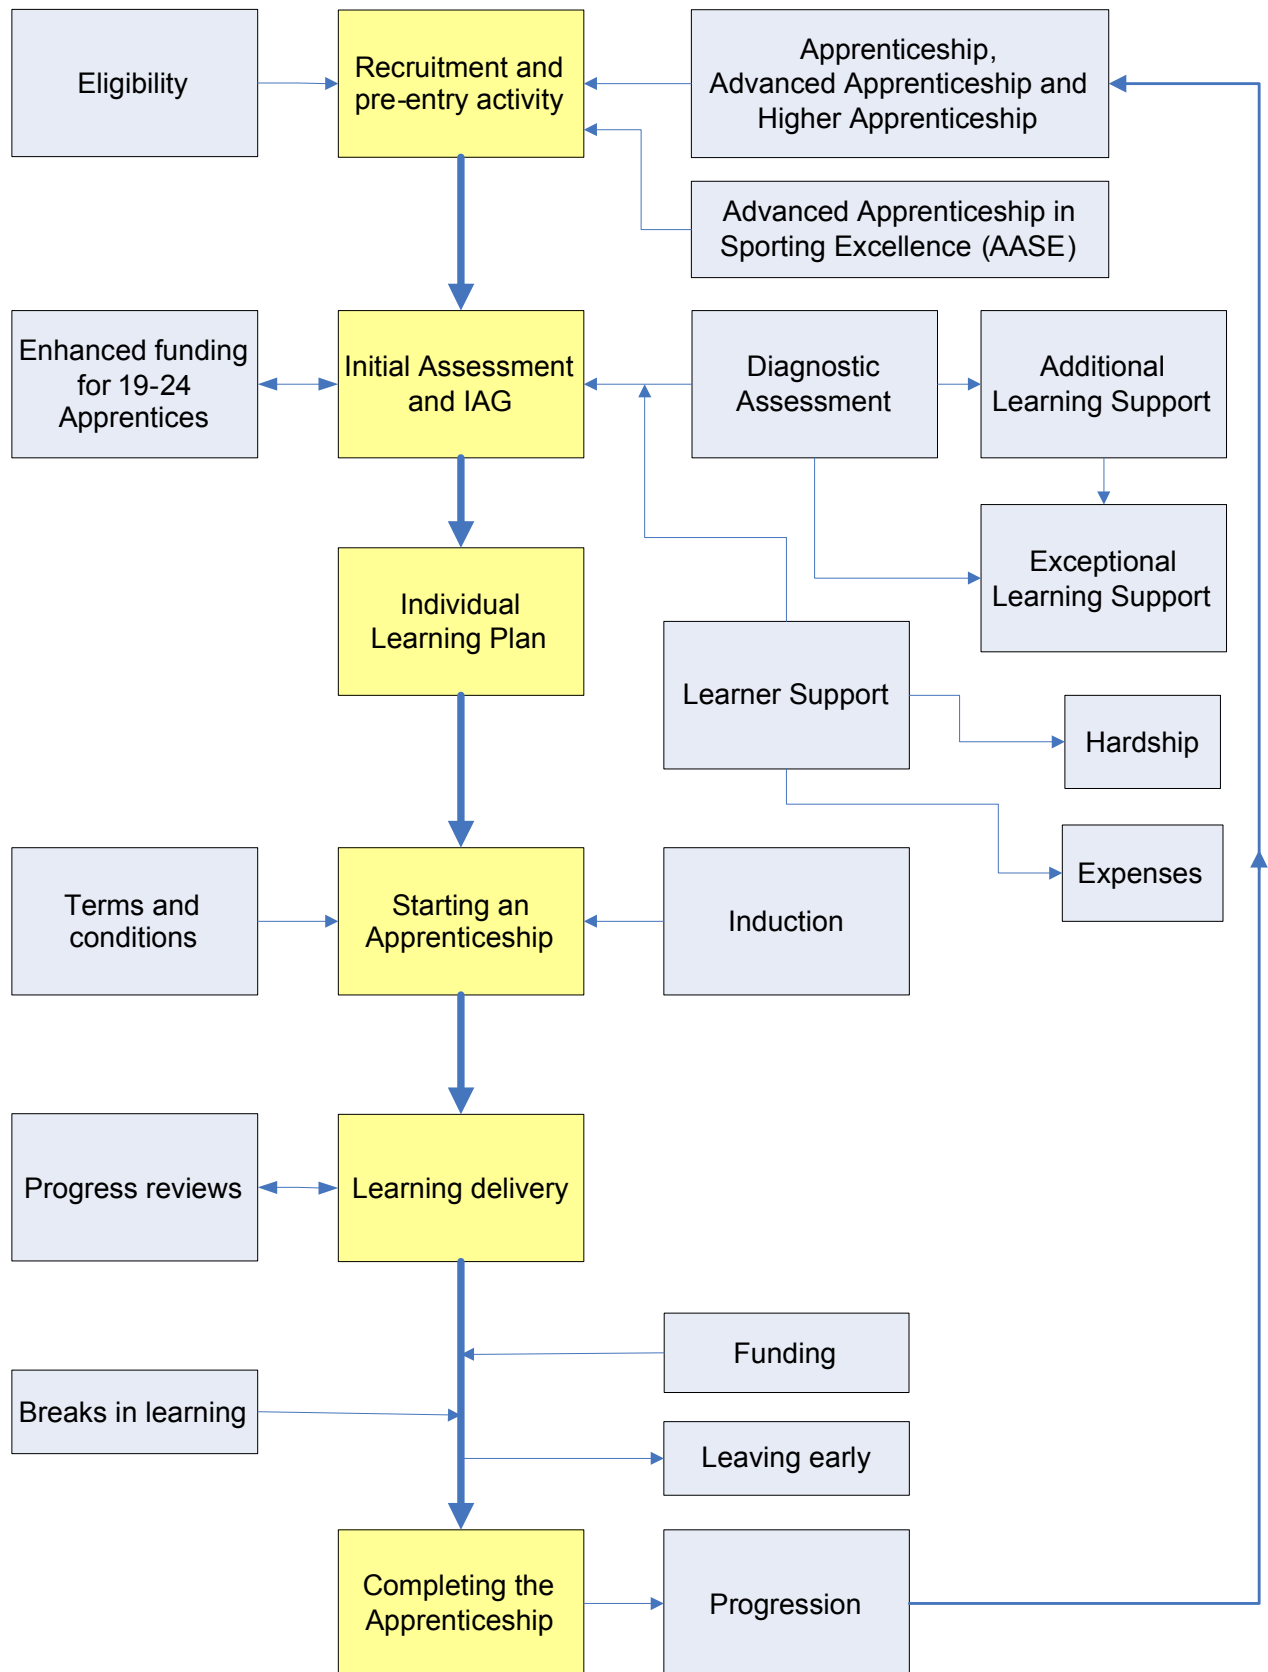 Eligibility
Recruitment and
pre-entry activity
Apprenticeship,
Advanced Apprenticeship and
Higher Apprenticeship
Advanced Apprenticeship in
Sporting Excellence (AASE)
Enhanced funding
for 19-24
Apprentices
Initial Assessment
and IAG
Diagnostic
Assessment
Additional
Learning Support
Exceptional
Learning Support
Individual
Learning Plan
Learner Support
Hardship
Expenses
Terms and
conditions
Starting an
Apprenticeship
Induction
Progress reviews
Learning delivery
Funding
Breaks in learning
Leaving early
Completing the
Apprenticeship
Progression